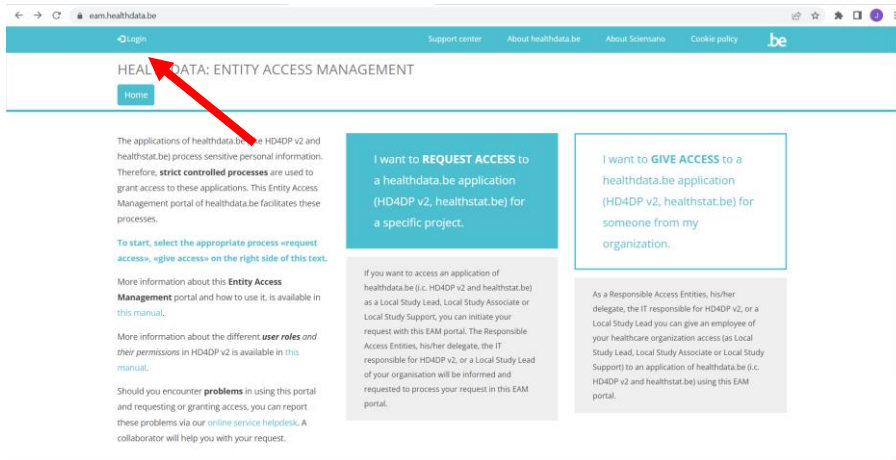 eam.healthdata.be
J
Login
Support center
About healthdata.be
About Sciensano
Cookie policy
.be
HEAL DATA: ENTITY ACCESS MANAGEMENT
Home
The applications of healthdata.be ke HD4DP v2 and
healthstat.be) process sensitive personal information.
Therefore, strict controlled processes are used to
grant access to these applications. This Entity Access
Management portal of healthdata.be facilitates these
processes.
To start, select the appropriate process «request
access», «give access» on the right side of this text.
More information about this Entity Access
Management portal and how to use it, is available in
this manual.
More information about the different user roles and
their permissions in HD4DP v2 is available in this
manual.
Should you encounter problems in using this portal
and requesting or granting access, you can report
these problems via our online service helpdesk. A
collaborator will help you with your request.
I want to REQUEST ACCESS to
a healthdata.be application
(HD4DP v2, healthstat.be) for
a specific project.
If you want to access an application of
healthdata.be (i.c. HD4DP v2 and healthstat.be)
as a Local Study Lead, Local Study Associate or
Local Study Support, you can initiate your
request with this EAM portal. The Responsible
Access Entities, his/her delegate, the IT
responsible for HD4DP v2, or a Local Study Lead
of your organisation will be informed and
requested to process your request in this EAM
portal.
I want to GIVE ACCESS to a
healthdata.be application
(HD4DP v2, healthstat.be) for
someone from my
organization.
As a Responsible Access Entities, his/her
delegate, the IT responsible for HD4DP v2, or a
Local Study Lead you can give an employee of
your healthcare organization access (as Local
Study Lead, Local Study Associate or Local Study
Support) to an application of healthdata.be (i.c.
HD4DP v2 and healthstat.be) using this EAM
portal.